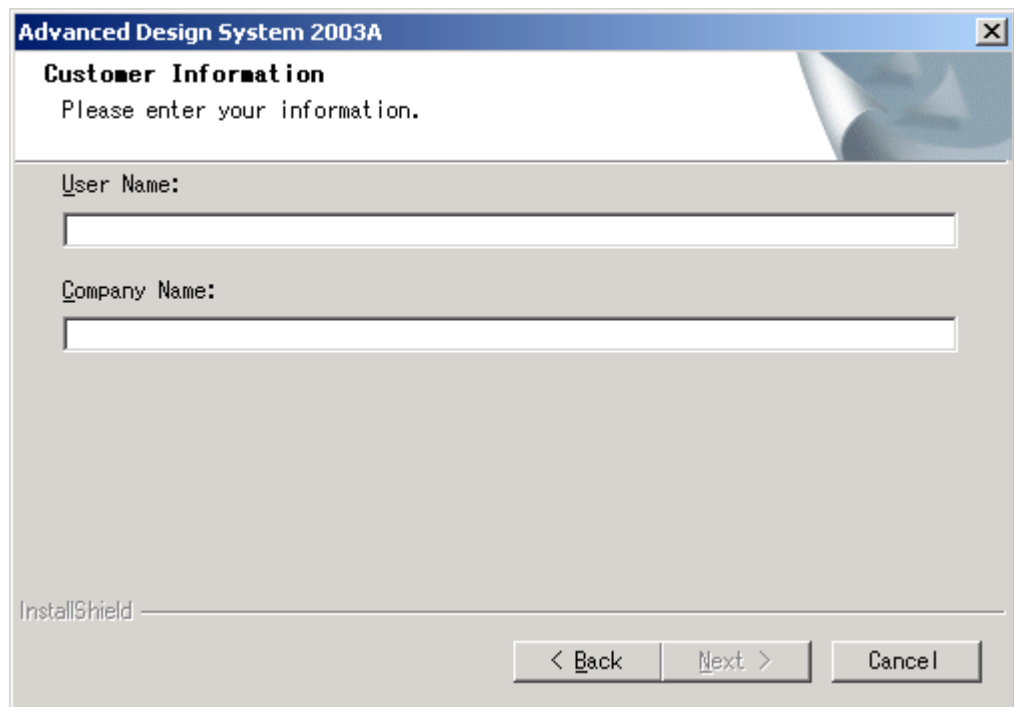 Advanced Design System 2003A
Customer Information
Please enter your information.
User Name:
Company Name:
InstallShield
< Back
Next >
Cancel